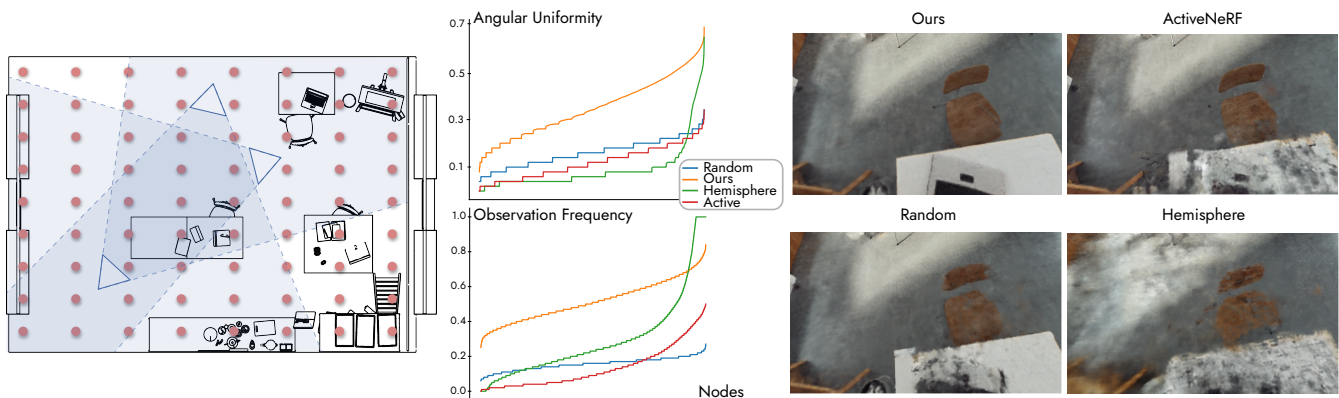 Angular Uniformity
0.7
0.5
0.3
0.1
Random
Ours
Hemisphere
Active
Observation Frequency
1.0
0.8
0.6
0.4
0.2
0.0
Nodes
Ours
ActiveNeRF
Random
Hemisphere